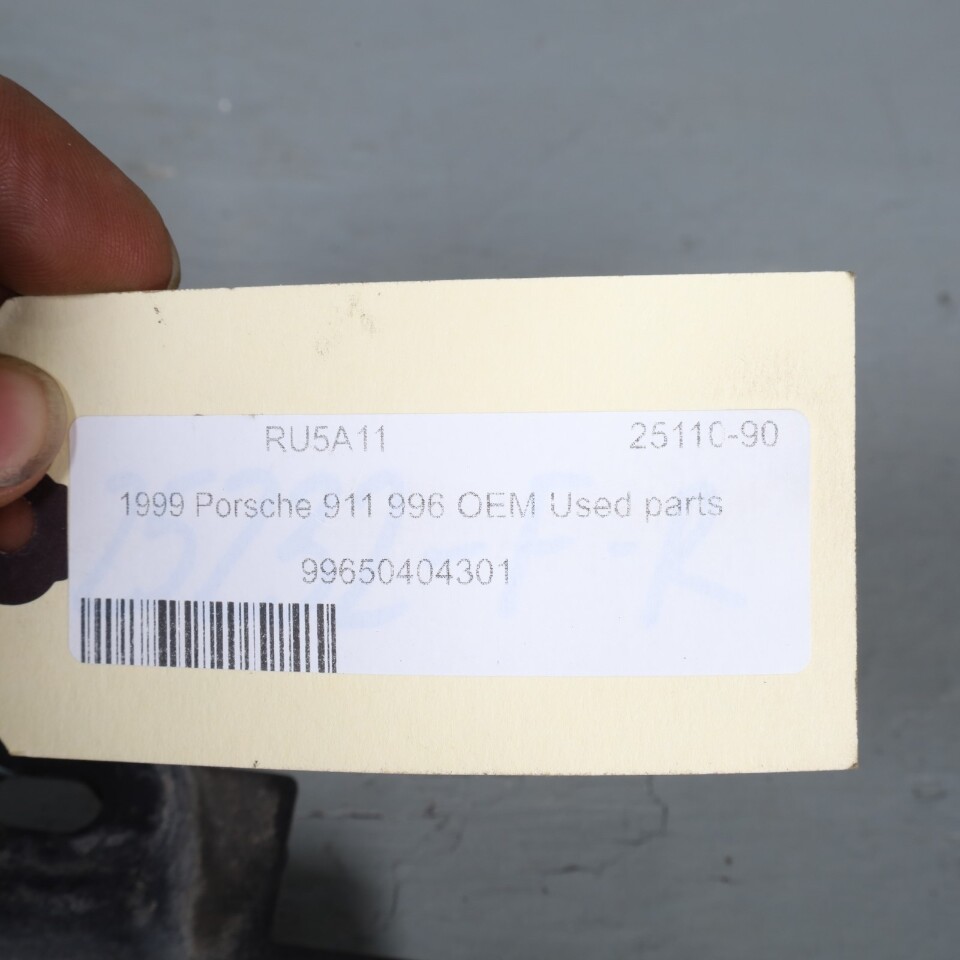 RU5A11 25110-90
1999 Porsche 911 996 OEM Used parts
99650404301